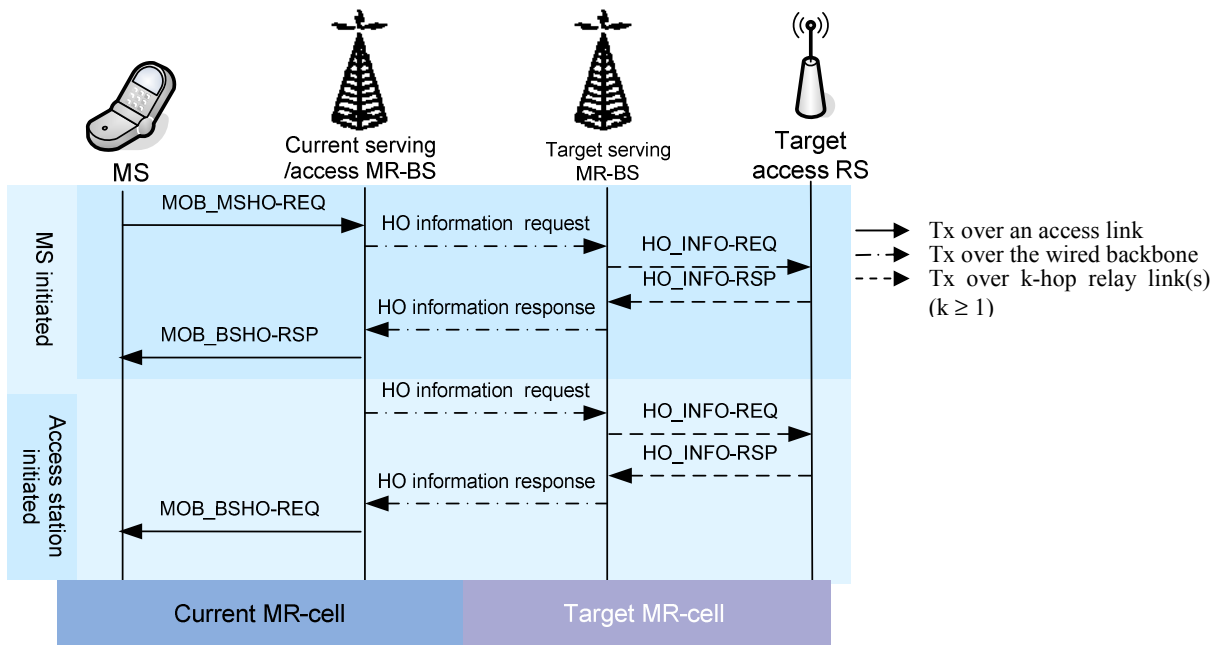 MS
Current serving
/access MR-BS
Target serving
MR-BS
Target
access RS
MS initiated
MOB_MSHO-REQ
HO information request
HO_INFO-REQ
HO_INFO-RSP
HO information response
MOB_BSHO-RSP
Access station
initiated
HO information request
HO_INFO-REQ
HO_INFO-RSP
HO information response
MOB_BSHO-REQ
Current MR-cell
Target MR-cell
Tx over an access link
Tx over the wired backbone
Tx over k-hop relay link(s)
(k ≥ 1)